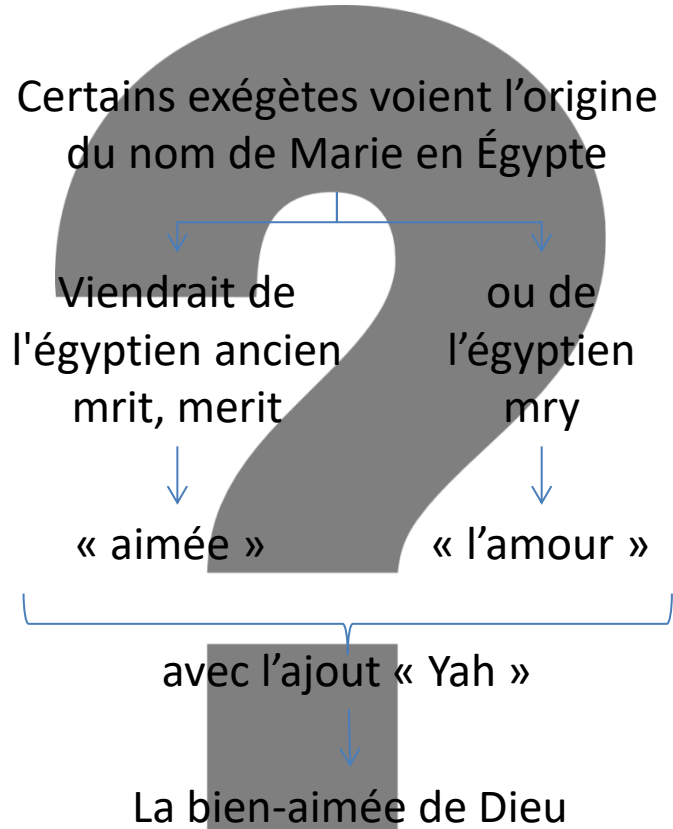 Certains exégètes voient l’origine
du nom de Marie en Égypte
Viendrait de
l'égyptien ancien
mrit, merit
ou de
l’égyptien
mry
« aimée »
« l’amour »
avec l’ajout « Yah »
La bien-aimée de Dieu
?